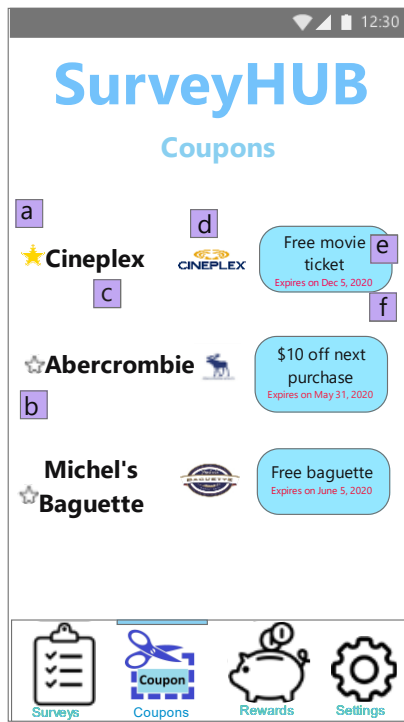 12:30
SurveyHUB
Coupons
a
d
Cineplex
CINEPLEX
Free movie
ticket
Expires on Dec 5, 2020
e
c
f
Abercrombie
$10 off next
purchase
Expires on May 31, 2020
b
Michel's
Baguette
BAGUETTE
Free baguette
Expires on June 5, 2020
Coupon
Surveys
Coupons
Rewards
Settings